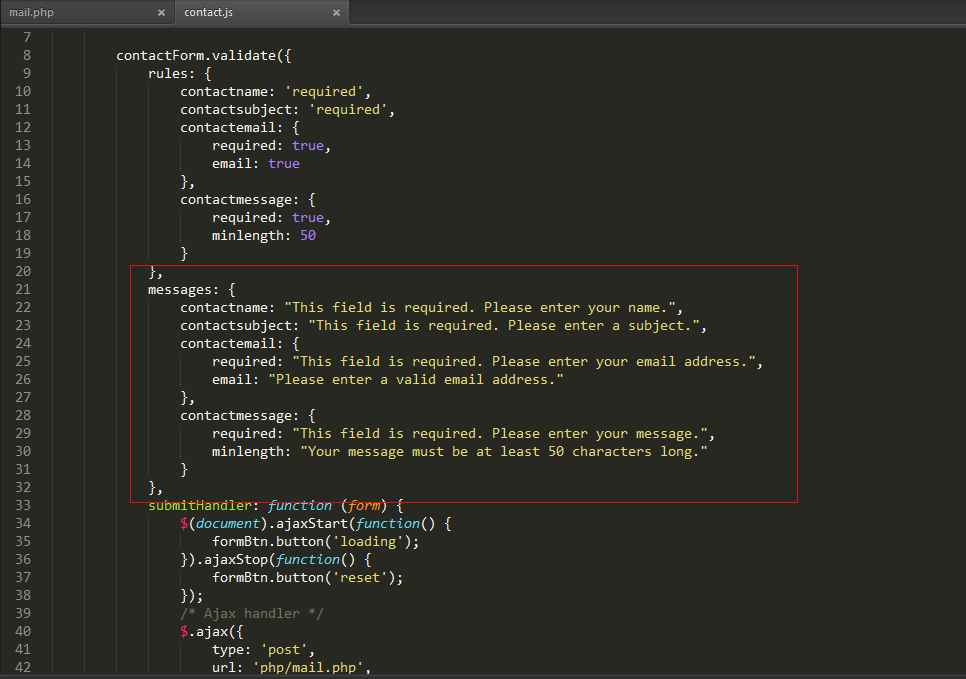 mail.php × contact.js ×
7
8 contactForm.validate({
9 rules: {
10 contactname: 'required',
11 contactsubject: 'required',
12 contactemail: {
13 required: true,
14 email: true
15 },
16 contactmessage: {
17 required: true,
18 minlength: 50
19 }
20 },
21 messages: {
22 contactname: "This field is required. Please enter your name.",
23 contactsubject: "This field is required. Please enter a subject.",
24 contactemail: {
25 required: "This field is required. Please enter your email address.",
26 email: "Please enter a valid email address."
27 },
28 contactmessage: {
29 required: "This field is required. Please enter your message.",
30 minlength: "Your message must be at least 50 characters long."
31 }
32 },
33 submitHandler: function (form) {
34 $(document).ajaxStart(function() {
35 formBtn.button('loading');
36 }).ajaxStop(function() {
37 formBtn.button('reset');
38 });
39 /* Ajax handler */
40 $.ajax({
41 type: 'post',
42 url: 'php/mail.php',